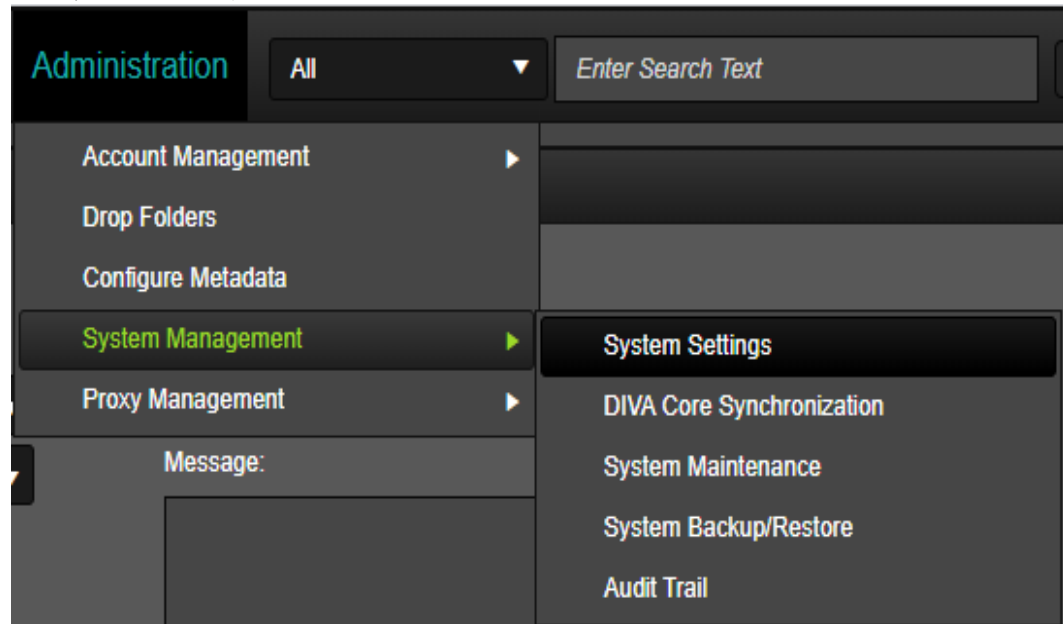 Administration
All
Enter Search Text
Account Management
Drop Folders
Configure Metadata
System Management
Proxy Management
System Settings
DIVA Core Synchronization
System Maintenance
System Backup/Restore
Audit Trail
Message: